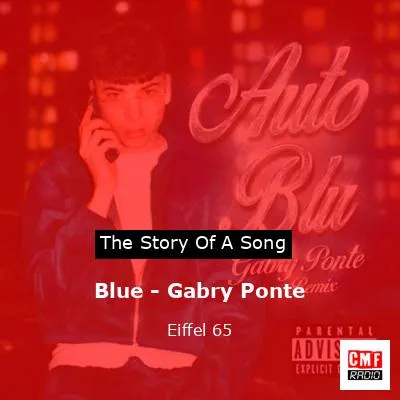 Auto
Blu
Gabry Ponte
Remix
The Story Of A Song
Blue - Gabry Ponte
Eiffel 65
PARENTAL
ADVIS
EXPLICIT C
CMF
RADIO